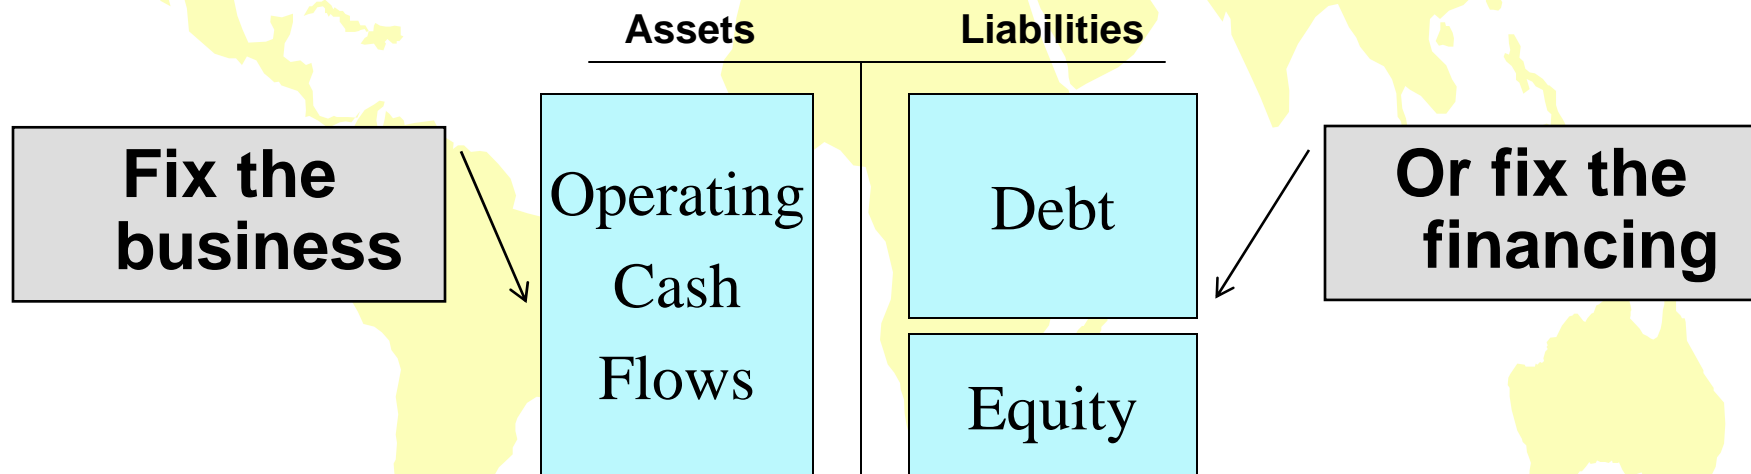 Assets
Liabilities
Fix the
business
Operating
Cash
Flows
Debt
Equity
Or fix the
financing